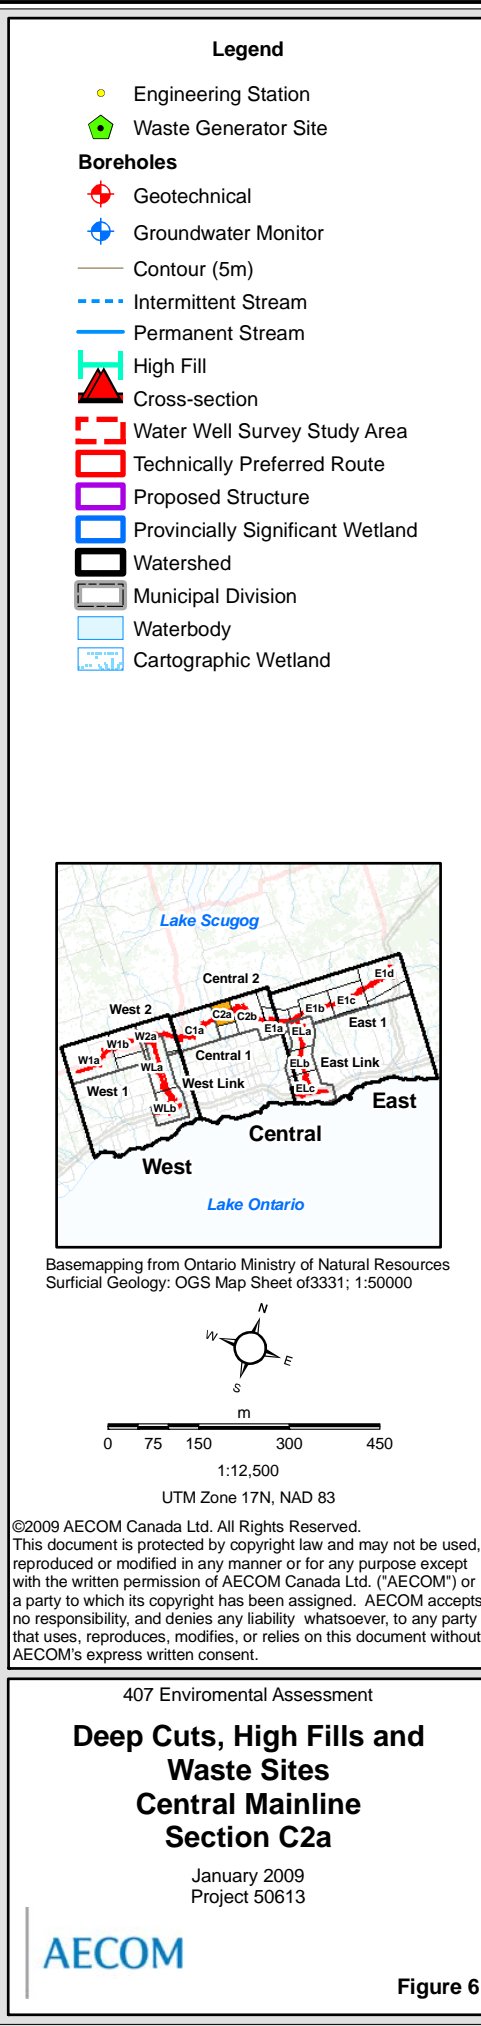 Legend
Engineering Station
Waste Generator Site
Boreholes
Geotechnical
Groundwater Monitor
Contour (5m)
Intermittent Stream
Permanent Stream
High Fill
Cross-section
Water Well Survey Study Area
Technically Preferred Route
Proposed Structure
Provincially Significant Wetland
Watershed
Municipal Division
Waterbody
Cartographic Wetland
Lake Scugog
Central 2
E1d
West 2
C2a
C2b
E1b
E1c
W1b
W2a
C1a
E1a
ELa
East 1
W1a
WLa
Central 1
ELb
East Link
West 1
West Link
ELc
WLb
East
Central
West
Lake Ontario
Basemapping from Ontario Ministry of Natural Resources
Surficial Geology: OGS Map Sheet of3331; 1:50000
N
W
E
S
m
0 75 150 300 450
1:12,500
UTM Zone 17N, NAD 83
©2009 AECOM Canada Ltd. All Rights Reserved.
This document is protected by copyright law and may not be used,
reproduced or modified in any manner or for any purpose except
with the written permission of AECOM Canada Ltd. ("AECOM") or
a party to which its copyright has been assigned. AECOM accepts
no responsibility, and denies any liability whatsoever, to any party
that uses, reproduces, modifies, or relies on this document without
AECOM's express written consent.
407 Enviromental Assessment
Deep Cuts, High Fills and
Waste Sites
Central Mainline
Section C2a
January 2009
Project 50613
AECOM
Figure 6